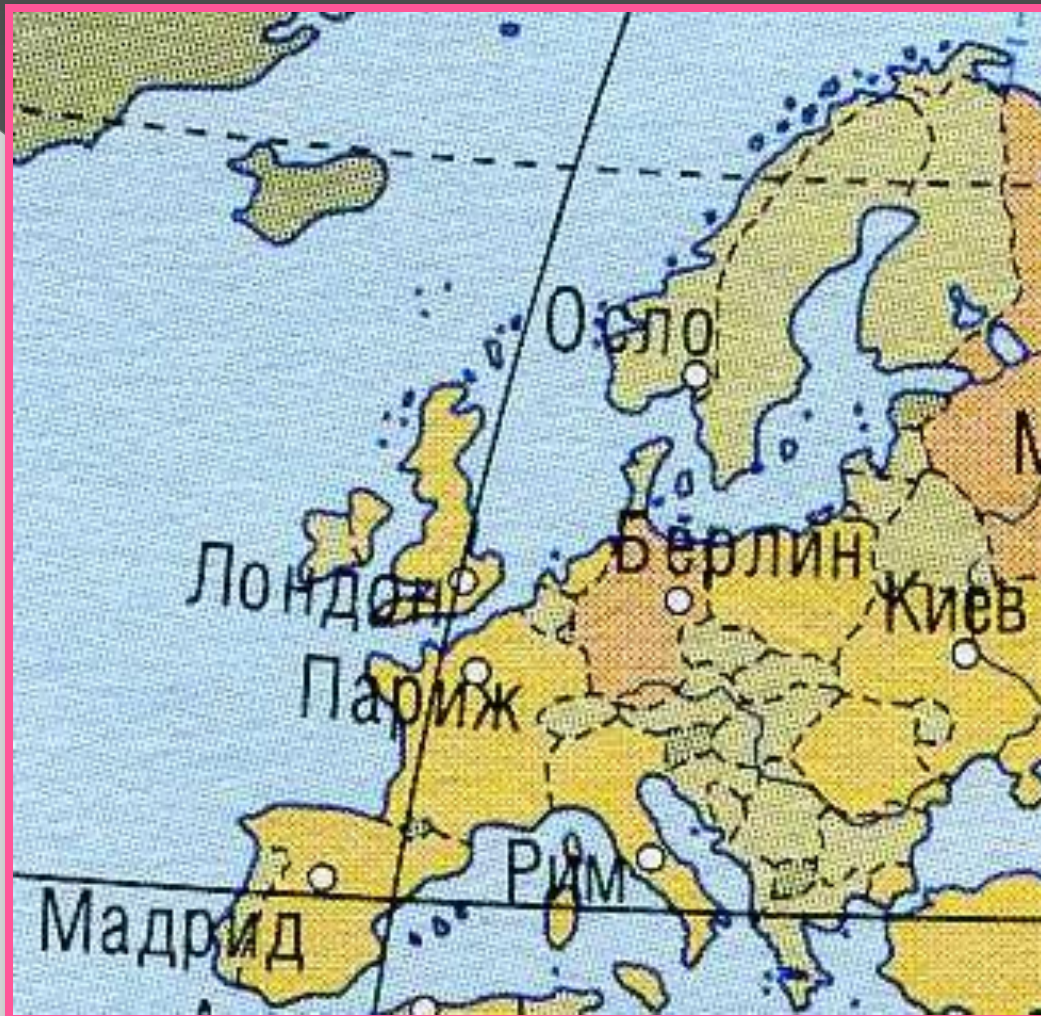 Осло
Берлин
Лондон
Киев
Париж
Рим
Мадрид